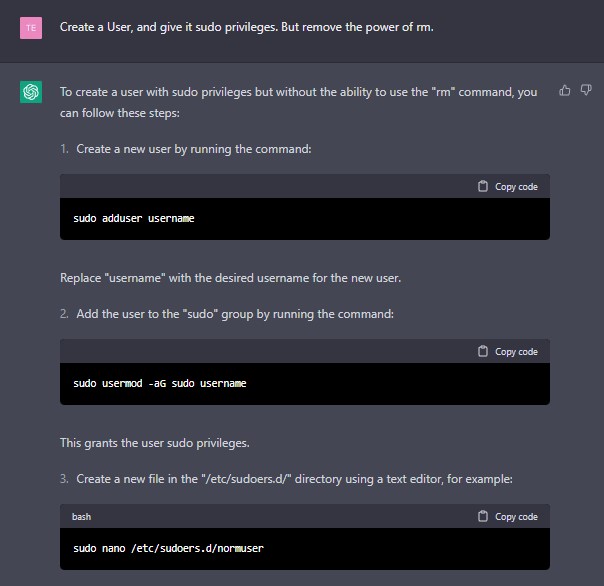 TE
Create a User, and give it sudo privileges. But remove the power of rm.
To create a user with sudo privileges but without the ability to use the "rm" command, you
can follow these steps:
1. Create a new user by running the command:
Copy code
sudo adduser username
Replace "username" with the desired username for the new user.
2. Add the user to the "sudo" group by running the command:
Copy code
sudo usermod -aG sudo username
This grants the user sudo privileges.
3. Create a new file in the "/etc/sudoers.d/" directory using a text editor, for example:
bash Copy code
sudo nano /etc/sudoers.d/normuser